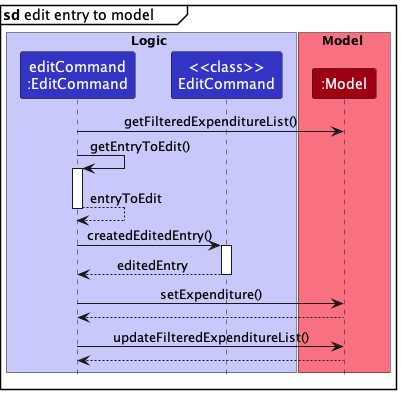 sd edit entry to model
Logic
Model
editCommand
:EditCommand
<<class>>
EditCommand
:Model
getFilteredExpenditureList()
getEntryToEdit()
entryToEdit
createdEditedEntry()
editedEntry
setExpenditure()
updateFilteredExpenditureList()